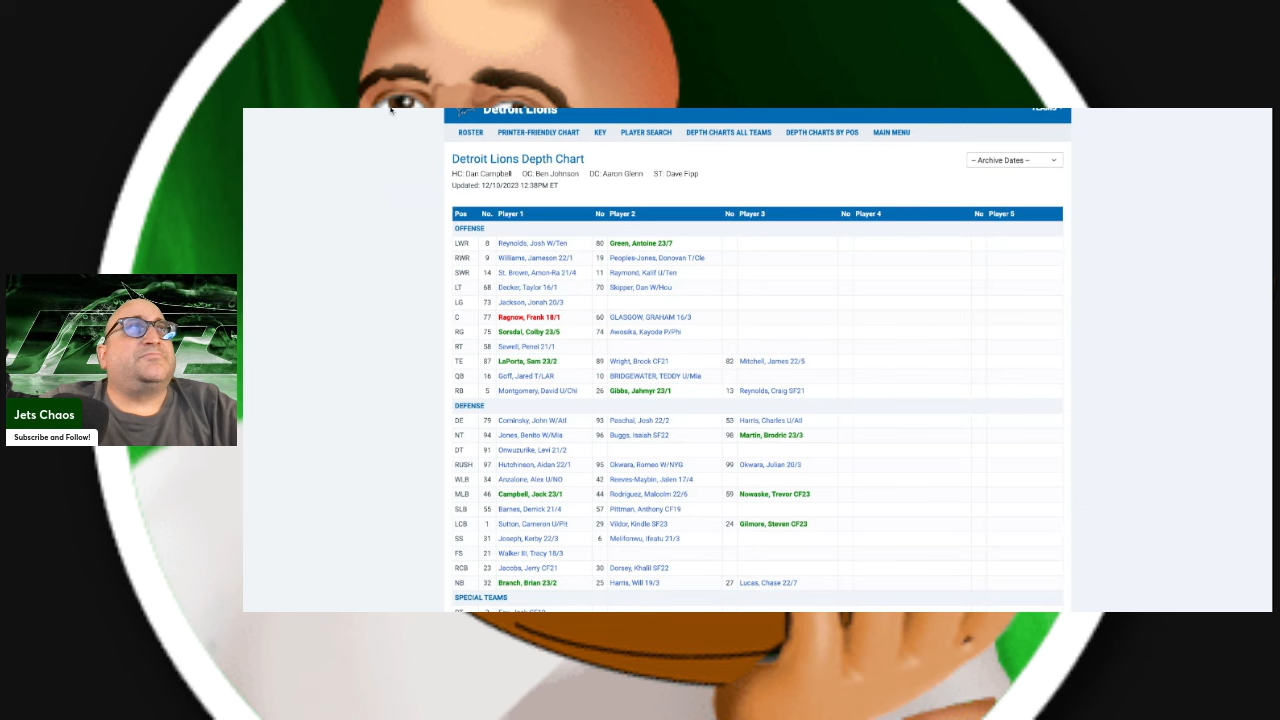 Detroit Lions
ROSTER PRINTER-FRIENDLY CHART KEY PLAYER SEARCH DEPTH CHARTS ALL TEAMS DEPTH CHARTS BY POS MAIN MENU
Detroit Lions Depth Chart
-- Archive Dates --
HC: Dan Campbell OC: Ben Johnson DC: Aaron Glenn ST: Dave Fipp
Updated: 12/10/2023 12:38PM ET
Pos No. Player 1 No Player 2 No Player 3 No Player 4 No Player 5
OFFENSE
LWR 8 Reynolds, Josh W/Ten 80 Green, Antoine 23/7
RWR 9 Williams, Jameson 22/1 19 Peoples-Jones, Donovan T/Cle
SWR 14 St. Brown, Amon-Ra 21/4 11 Raymond, Kalif U/Ten
LT 68 Decker, Taylor 16/1 70 Skipper, Dan W/Hou
LG 73 Jackson, Jonah 20/3
C 77 Ragnow, Frank 18/1 60 GLASGOW, GRAHAM 16/3
RG 75 Sorsdal, Colby 23/5 74 Awosika, Kayode P/Phi
RT 58 Sewell, Penei 21/1
TE 87 LaPorta, Sam 23/2 89 Wright, Brock CF21 82 Mitchell, James 22/5
QB 16 Goff, Jared T/LAR 10 BRIDGEWATER, TEDDY U/Mia
RB 5 Montgomery, David U/Chi 26 Gibbs, Jahmyr 23/1 13 Reynolds, Craig SF21
DEFENSE
DE 79 Cominsky, John W/Atl 93 Paschal, Josh 22/2 53 Harris, Charles U/Atl
NT 94 Jones, Benito W/Mia 96 Buggs, Isaiah SF22 98 Martin, Brodric 23/3
DT 91 Onwuzurike, Levi 21/2
RUSH 97 Hutchinson, Aidan 22/1 95 Okwara, Romeo W/NYG 99 Okwara, Julian 20/3
WLB 34 Anzalone, Alex U/NO 42 Reeves-Maybin, Jalen 17/4
MLB 46 Campbell, Jack 23/1 44 Rodriguez, Malcolm 22/6 59 Nowaske, Trevor CF23
SLB 55 Barnes, Derrick 21/4 57 Pittman, Anthony CF19
LCB 1 Sutton, Cameron U/Pit 29 Vildor, Kindle SF23 24 Gilmore, Steven CF23
SS 31 Joseph, Kerby 22/3 6 Melifonwu, Ifeatu 21/3
FS 21 Walker III, Tracy 18/3
RCB 23 Jacobs, Jerry CF21 30 Dorsey, Khalil SF22
NB 32 Branch, Brian 23/2 25 Harris, Will 19/3 27 Lucas, Chase 22/7
SPECIAL TEAMS
Jets Chaos
Subscribe and Follow!